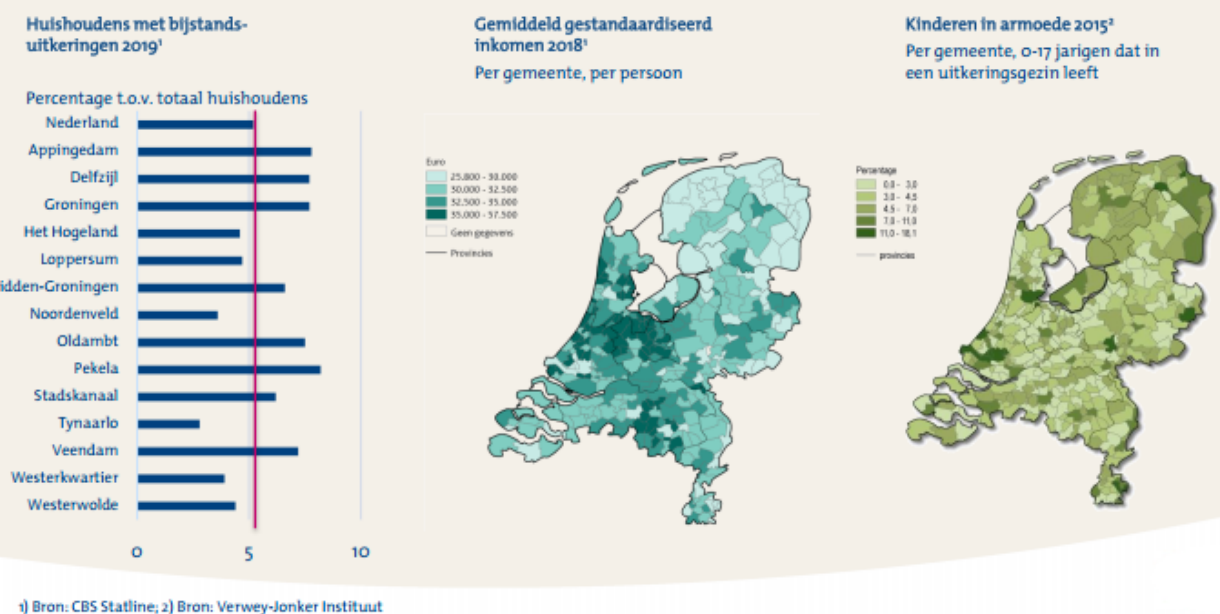 Huishoudens met bijstands-
uitkeringen 2019¹
Percentage t.o.v. totaal huishoudens
Nederland
Appingedam
Delfzijl
Groningen
Het Hogeland
Loppersum
idden-Groningen
Noordenveld
Oldambt
Pekela
Stadskanaal
Tynaarlo
Veendam
Westerkwartier
Westerwolde
0 5 10
Gemiddeld gestandaardiseerd
inkomen 2018¹
Per gemeente, per persoon
Euro
25.800 - 30.000
30.000 - 32.500
32.500 - 35.000
35.000 - 57.500
Geen gegevens
Provincies
Kinderen in armoede 2015²
Per gemeente, 0-17 jarigen dat in
een uitkeringsgezin leeft
Percentage
0,0 - 3,0
3,0 - 4,5
4,5 - 7,0
7,0 - 11,0
11,0 - 18,1
provincies
1) Bron: CBS Statline; 2) Bron: Verwey-Jonker Instituut